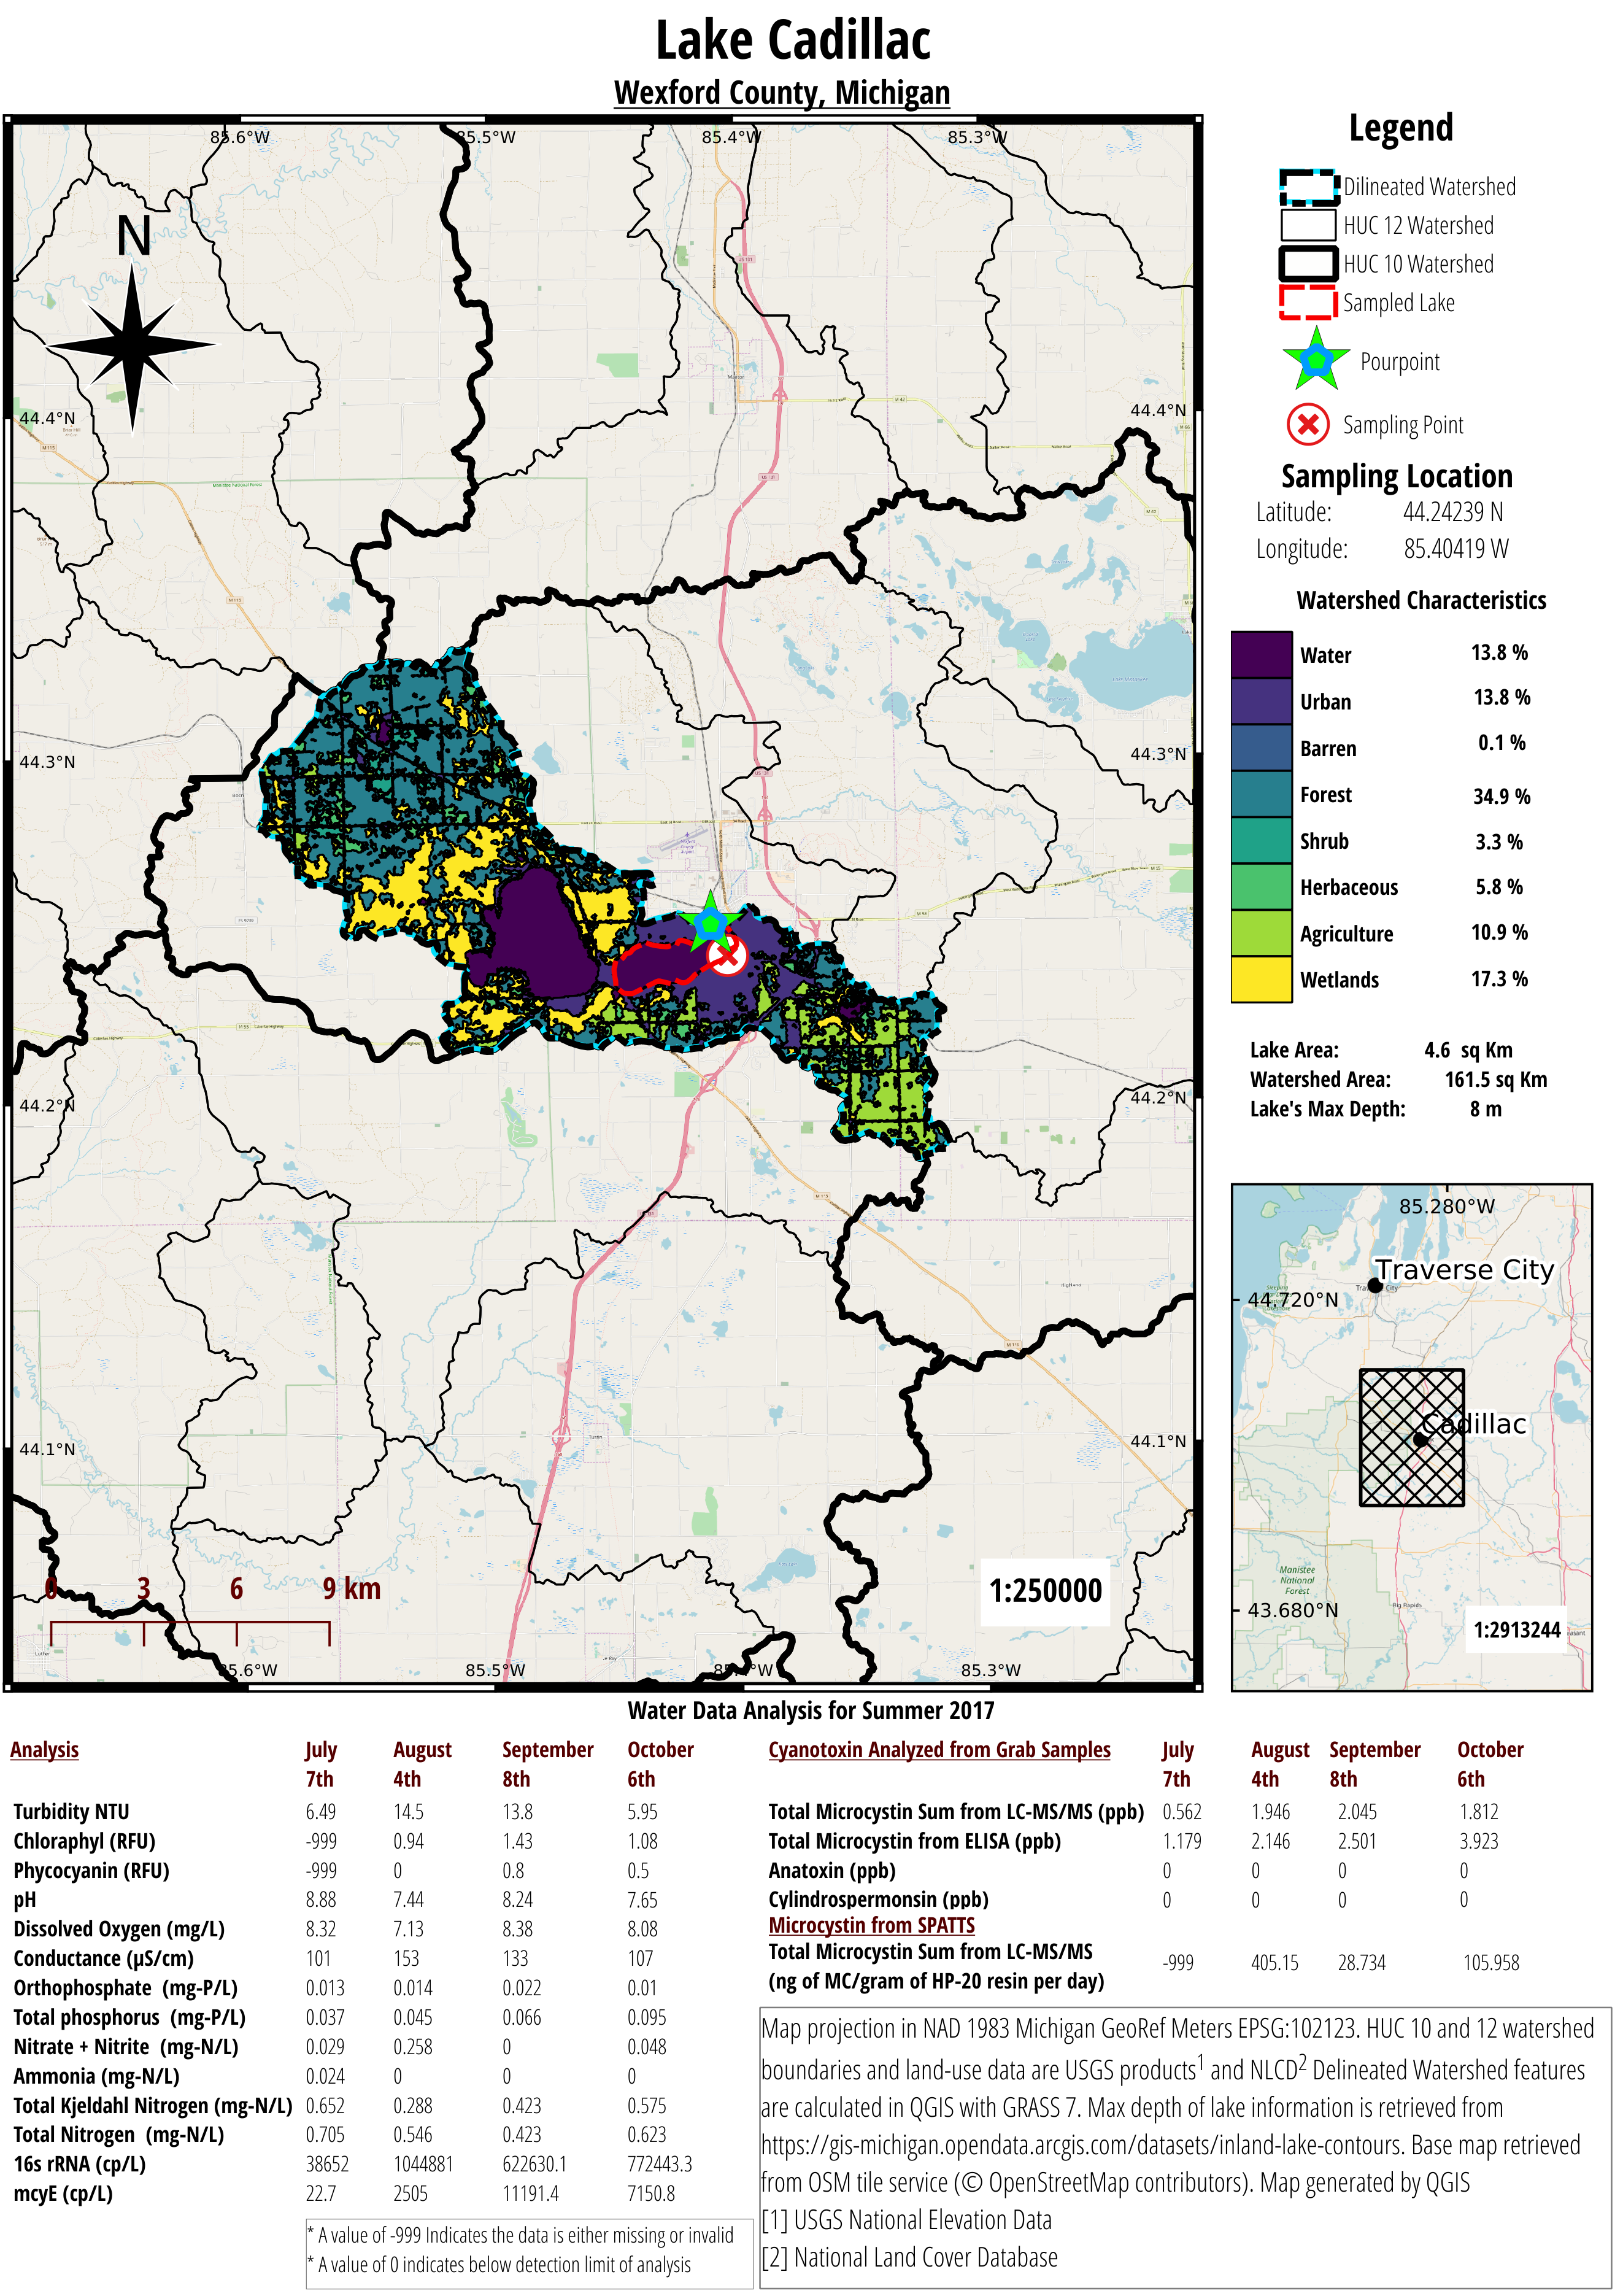 Lake Cadillac
Wexford County, Michigan
85.6°W 85.5°W 85.4°W 85.3°W
N
44.4°N 44.4°N
44.3°N 44.3°N
44.2°N 44.2°N
44.1°N 44.1°N
Manton
M 115
M 42
M 66
M 55
US 131
Tustin
Highland
Luther
Le Roy
0 3 6 9 km
1:250000
85.6°W 85.5°W 85.4°W 85.3°W
Legend
Dilineated Watershed
HUC 12 Watershed
HUC 10 Watershed
Sampled Lake
Pourpoint
Sampling Point
Sampling Location
Latitude: 44.24239 N
Longitude: 85.40419 W
Watershed Characteristics
Water 13.8 %
Urban 13.8 %
Barren 0.1 %
Forest 34.9 %
Shrub 3.3 %
Herbaceous 5.8 %
Agriculture 10.9 %
Wetlands 17.3 %
Lake Area: 4.6 sq Km
Watershed Area: 161.5 sq Km
Lake's Max Depth: 8 m
85.280°W
Traverse City
44.720°N
Cadillac
Manistee
National
Forest
Big Rapids
43.680°N
1:2913244
Water Data Analysis for Summer 2017
Analysis July August September October
7th 4th 8th 6th
Turbidity NTU 6.49 14.5 13.8 5.95
Chloraphyl (RFU) -999 0.94 1.43 1.08
Phycocyanin (RFU) -999 0 0.8 0.5
pH 8.88 7.44 8.24 7.65
Dissolved Oxygen (mg/L) 8.32 7.13 8.38 8.08
Conductance (µS/cm) 101 153 133 107
Orthophosphate (mg-P/L) 0.013 0.014 0.022 0.01
Total phosphorus (mg-P/L) 0.037 0.045 0.066 0.095
Nitrate + Nitrite (mg-N/L) 0.029 0.258 0 0.048
Ammonia (mg-N/L) 0.024 0 0 0
Total Kjeldahl Nitrogen (mg-N/L) 0.652 0.288 0.423 0.575
Total Nitrogen (mg-N/L) 0.705 0.546 0.423 0.623
16s rRNA (cp/L) 38652 1044881 622630.1 772443.3
mcyE (cp/L) 22.7 2505 11191.4 7150.8
* A value of -999 Indicates the data is either missing or invalid
* A value of 0 indicates below detection limit of analysis
Cyanotoxin Analyzed from Grab Samples July August September October
7th 4th 8th 6th
Total Microcystin Sum from LC-MS/MS (ppb) 0.562 1.946 2.045 1.812
Total Microcystin from ELISA (ppb) 1.179 2.146 2.501 3.923
Anatoxin (ppb) 0 0 0 0
Cylindrospermonsin (ppb) 0 0 0 0
Microcystin from SPATTS
Total Microcystin Sum from LC-MS/MS
(ng of MC/gram of HP-20 resin per day) -999 405.15 28.734 105.958
Map projection in NAD 1983 Michigan GeoRef Meters EPSG:102123. HUC 10 and 12 watershed
boundaries and land-use data are USGS products1 and NLCD2 Delineated Watershed features
are calculated in QGIS with GRASS 7. Max depth of lake information is retrieved from
https://gis-michigan.opendata.arcgis.com/datasets/inland-lake-contours. Base map retrieved
from OSM tile service (© OpenStreetMap contributors). Map generated by QGIS
[1] USGS National Elevation Data
[2] National Land Cover Database